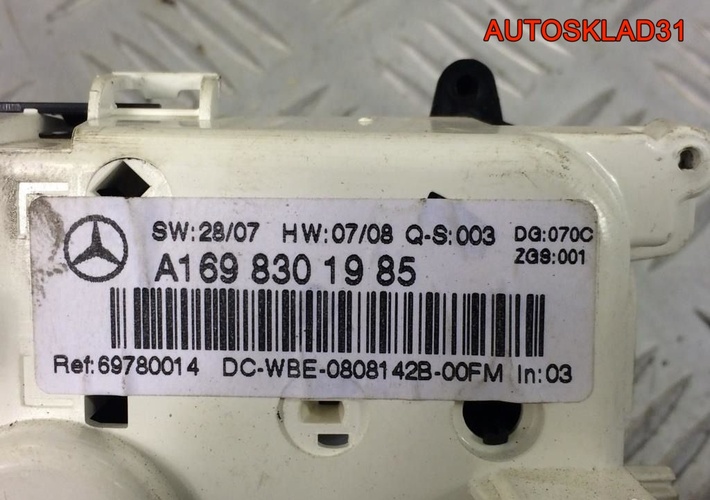 AUTOSKLAD31
SW:28/07 HW:07/08 Q-S:003 DG:070C
ZGS:001
A169 830 19 85
Ref:69780014 DC-WBE-0808142B-00FM In:03